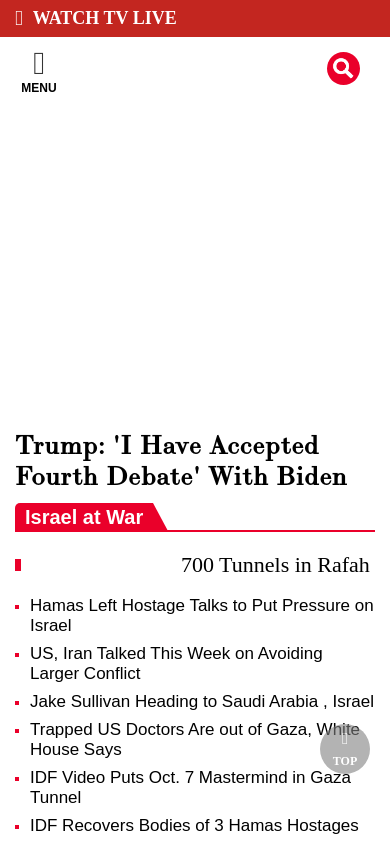 WATCH TV LIVE
MENU
Trump: 'I Have Accepted
Fourth Debate' With Biden
Israel at War
700 Tunnels in Rafah
Hamas Left Hostage Talks to Put Pressure on
Israel
US, Iran Talked This Week on Avoiding
Larger Conflict
Jake Sullivan Heading to Saudi Arabia , Israel
Trapped US Doctors Are out of Gaza, White
House Says
TOP
IDF Video Puts Oct. 7 Mastermind in Gaza
Tunnel
IDF Recovers Bodies of 3 Hamas Hostages